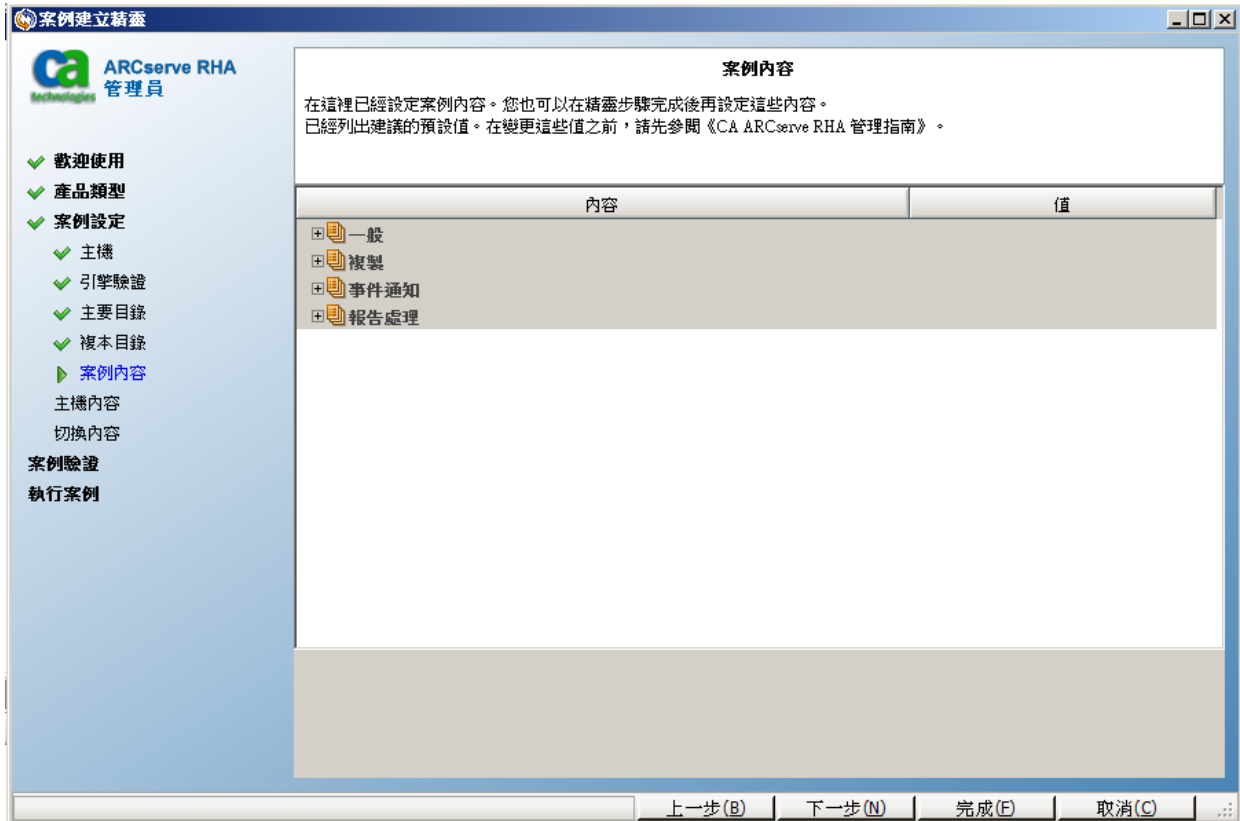 案例建立精靈
ca
technologies
ARCserve RHA
管理員
歡迎使用
產品類型
案例設定
主機
引擎驗證
主要目錄
複本目錄
案例內容
主機內容
切換內容
案例驗證
執行案例
案例內容
在這裡已經設定案例內容。您也可以在精靈步驟完成後再設定這些內容。
已經列出建議的預設值。在變更這些值之前，請先參閱《CA ARCserve RHA 管理指南》。
內容 值
一般
複製
事件通知
報告處理
上一步(B) 下一步(N) 完成(F) 取消(C)